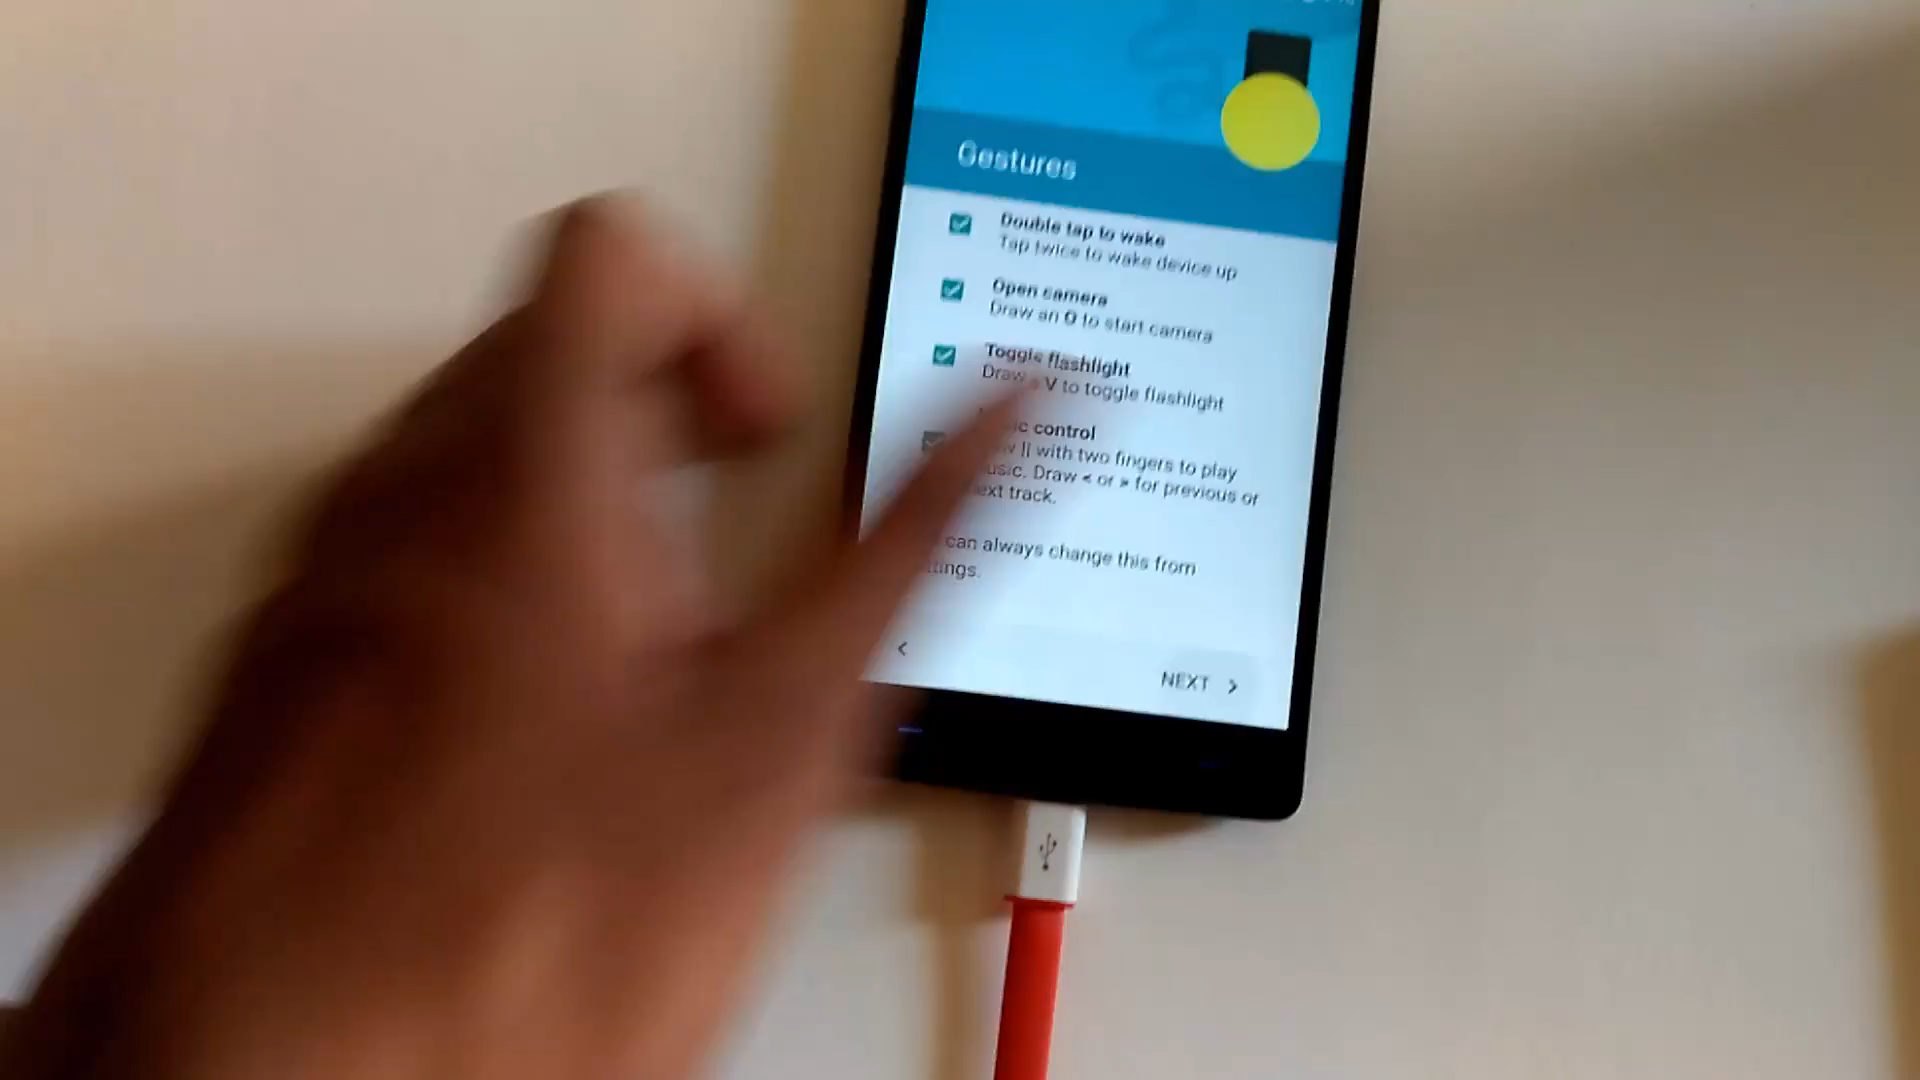 Gestures
Double tap to wake
Tap twice to wake device up
Open camera
Draw an O to start camera
Toggle flashlight
Draw V to toggle flashlight
control
|| with two fingers to play
Draw < or > for previous or
track.
can always change this from
< NEXT >